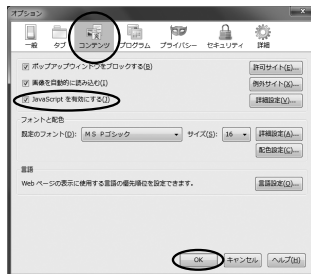 オプション
一般 タブ コンテンツ プログラム プライバシー セキュリティ 詳細
ポップアップウィンドウをブロックする(B) 許可サイト(E)...
画像を自動的に読み込む(I) 例外サイト(X)...
JavaScript を有効にする(J) 詳細設定(V)...
フォントと配色
既定のフォント(D): MS Pゴシック サイズ(S): 16 詳細設定(A)...
配色設定(C)...
言語
Web ページの表示に使用する言語の優先順位を設定できます。 言語設定(O)...
OK キャンセル ヘルプ(H)